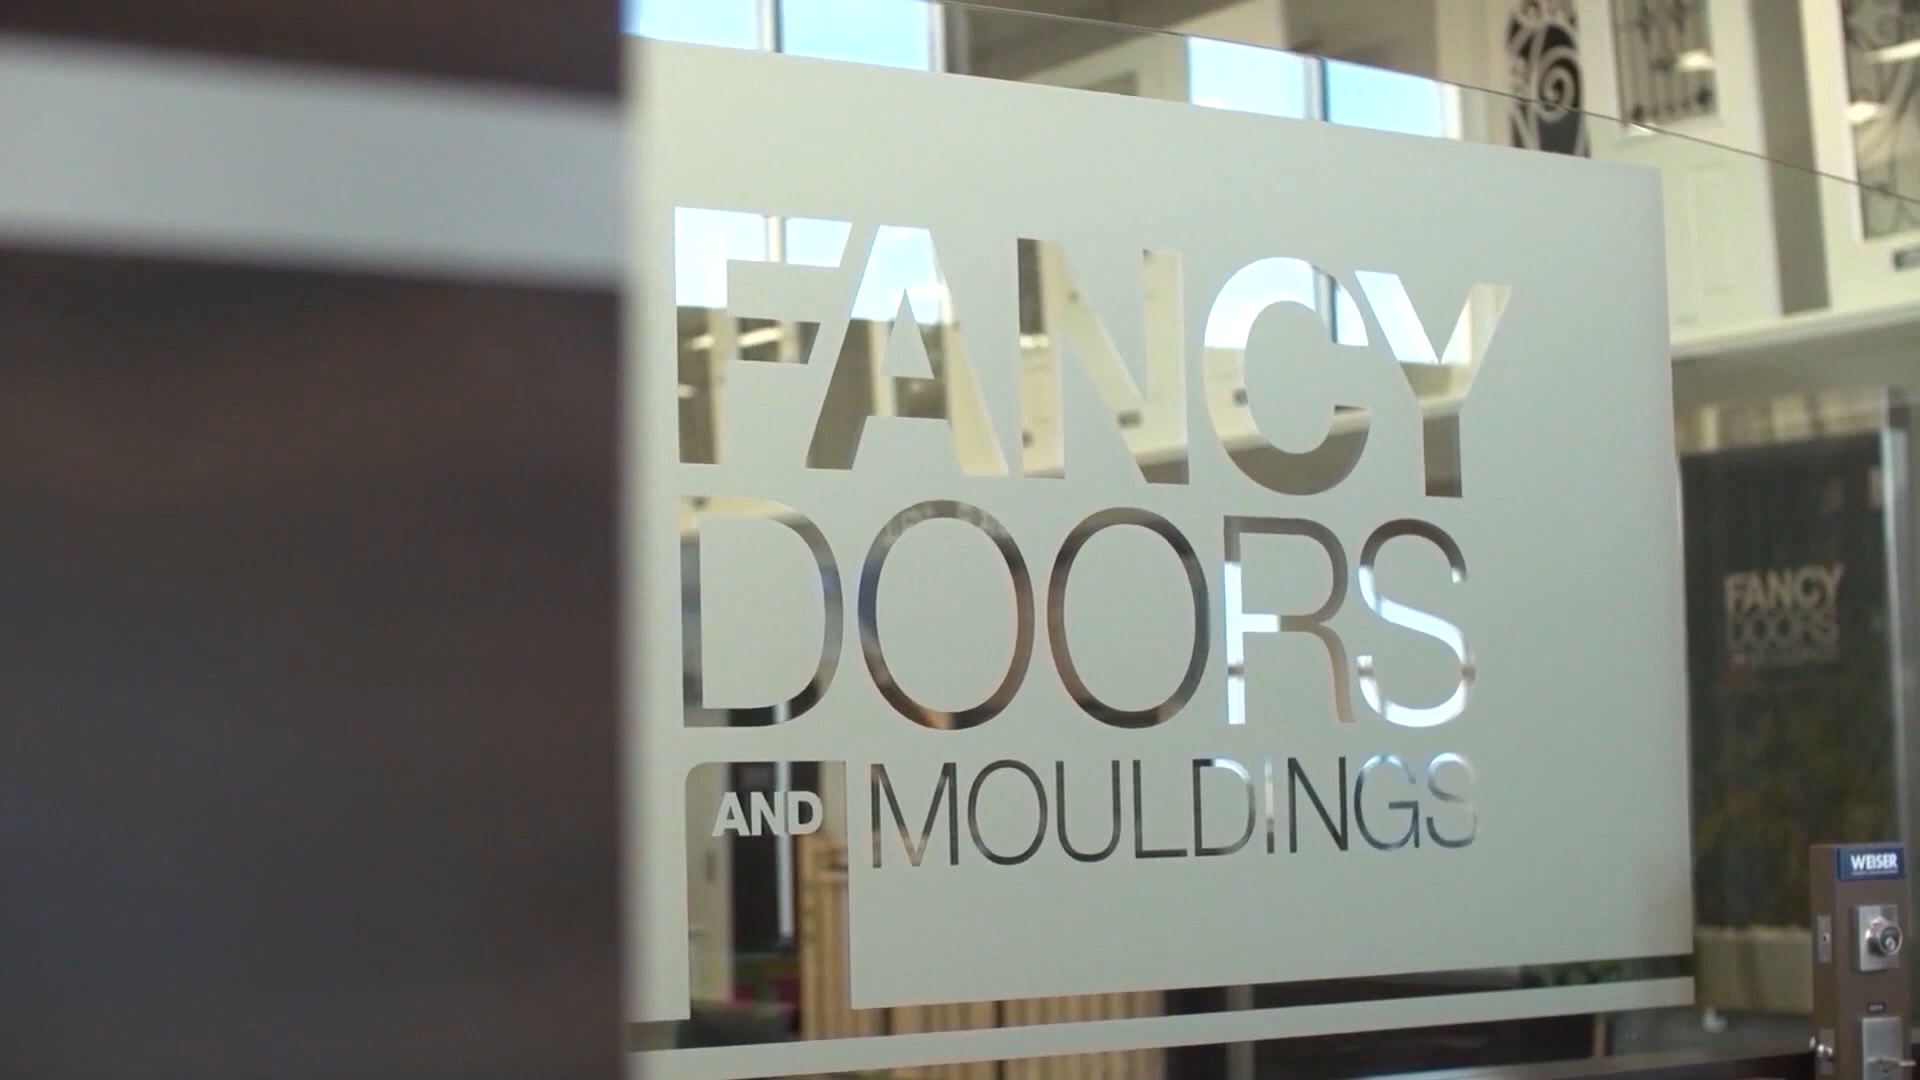 FANCY
DOORS
AND MOULDINGS
FANCY
DOORS
WEISER